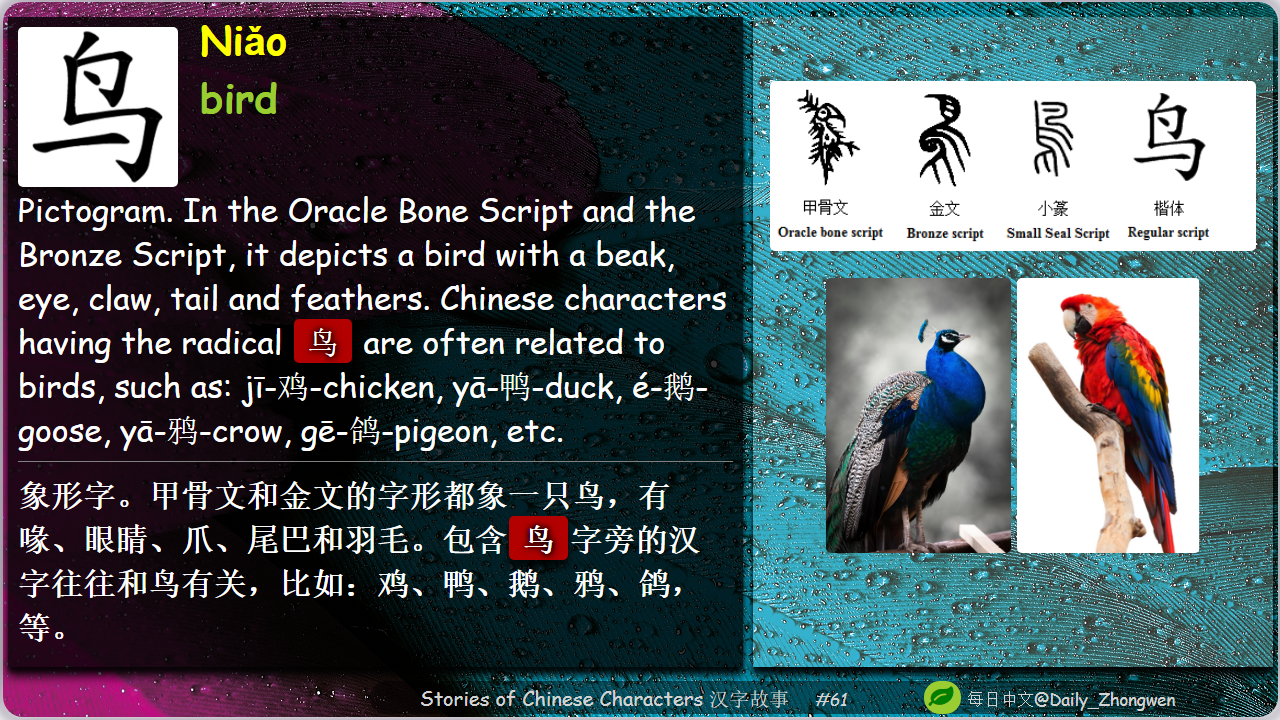 鸟
Niǎo
bird
Pictogram. In the Oracle Bone Script and the
Bronze Script, it depicts a bird with a beak,
eye, claw, tail and feathers. Chinese characters
having the radical 鸟 are often related to
birds, such as: jī-鸡-chicken, yā-鸭-duck, é-鹅-
goose, yā-鸦-crow, gē-鸽-pigeon, etc.
象形字。甲骨文和金文的字形都象一只鸟，有
喙、眼睛、爪、尾巴和羽毛。包含 鸟 字旁的汉
字往往和鸟有关，比如：鸡、鸭、鹅、鸦、鸽，
等。
鸟
甲骨文 金文 小篆 楷体
Oracle bone script Bronze script Small Seal Script Regular script
Stories of Chinese Characters 汉字故事 #61
每日中文@Daily_Zhongwen